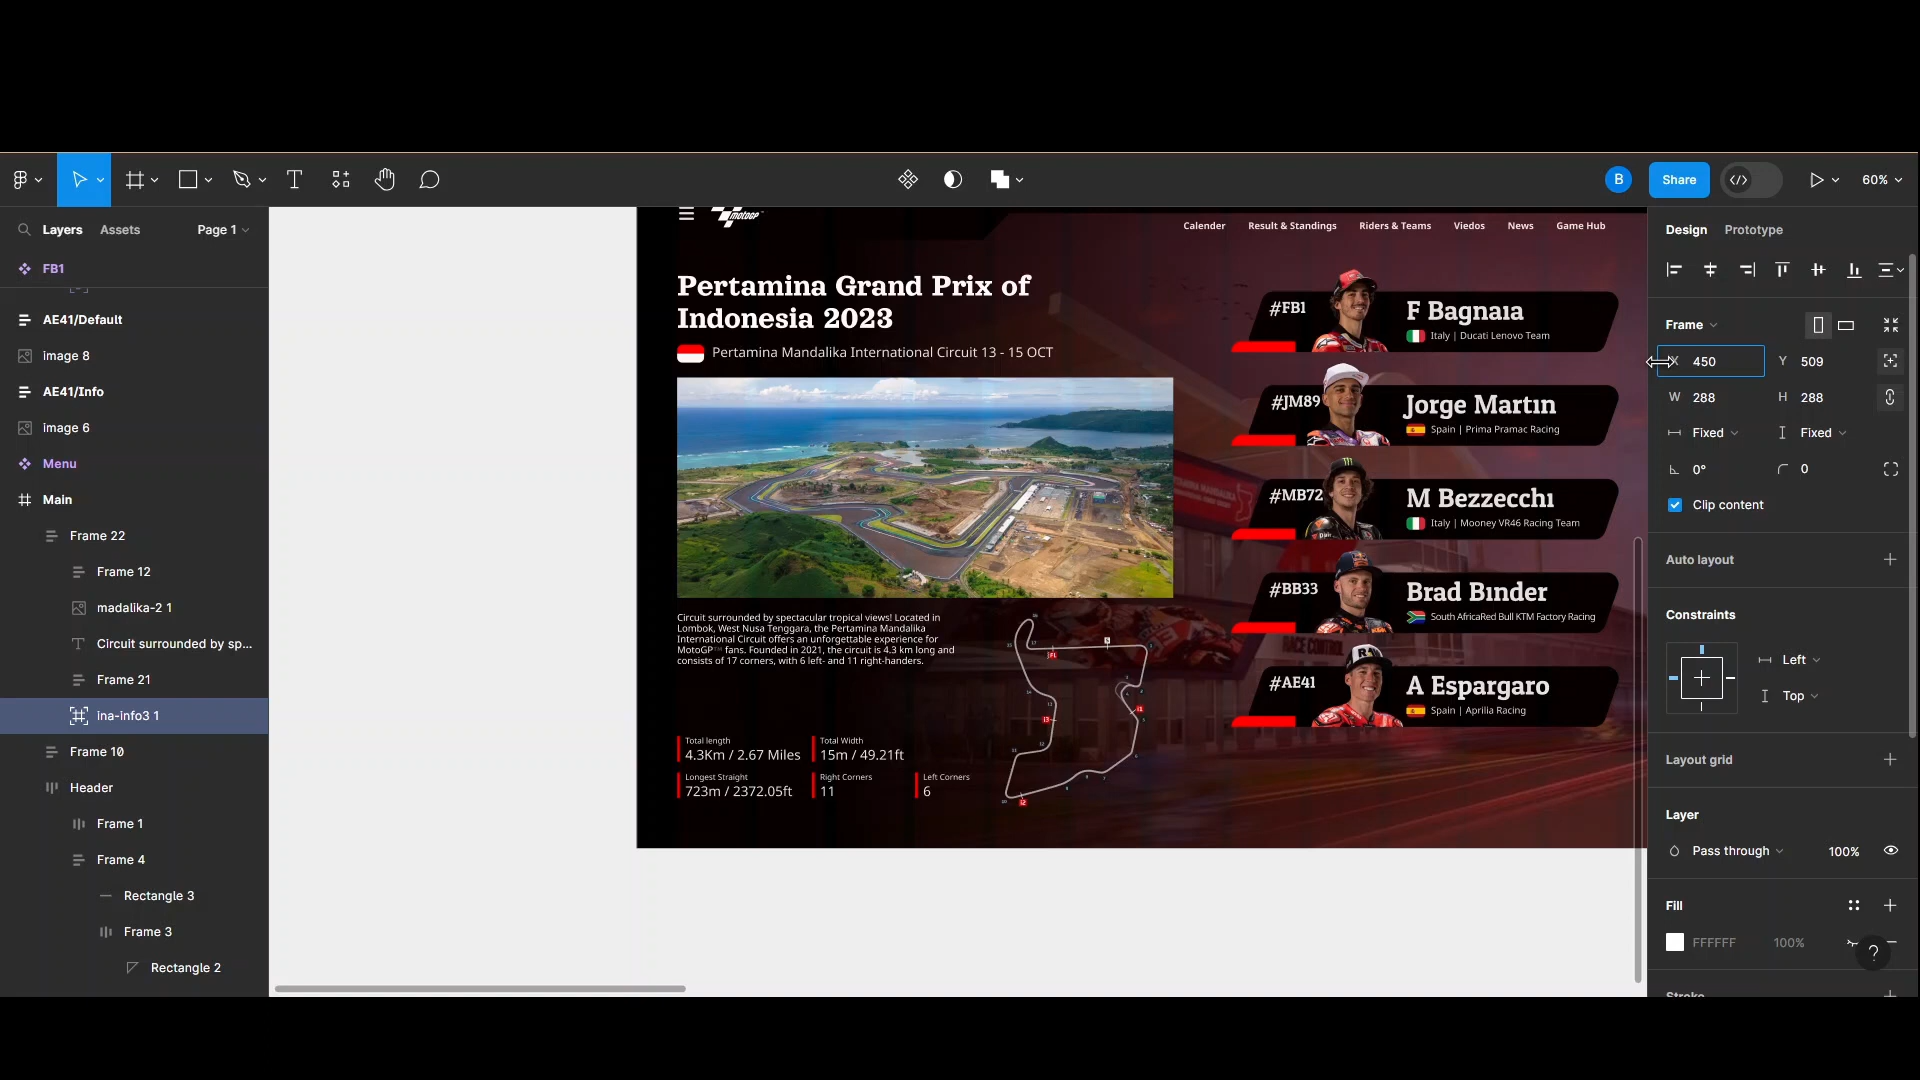 B
Share
60%
Layers
Assets
Page 1
FB1
AE41/Default
image 8
AE41/Info
image 6
Menu
Main
Frame 22
Frame 12
madalika-2 1
Circuit surrounded by sp...
Frame 21
ina-info3 1
Frame 10
Header
Frame 1
Frame 4
Rectangle 3
Frame 3
Rectangle 2
MotoGP™
Calender
Result & Standings
Riders & Teams
Viedos
News
Game Hub
Pertamina Grand Prix of
Indonesia 2023
Pertamina Mandalika International Circuit 13 - 15 OCT
Circuit surrounded by spectacular tropical views! Located in
Lombok, West Nusa Tenggara, the Pertamina Mandalika
International Circuit offers an unforgettable experience for
MotoGP™ fans. Founded in 2021, the circuit is 4.3 km long and
consists of 17 corners, with 6 left- and 11 right-handers.
Total length
4.3Km / 2.67 Miles
Total Width
15m / 49.21ft
Longest Straight
723m / 2372.05ft
Right Corners
11
Left Corners
6
#FB1
F Bagnaıa
Italy | Ducati Lenovo Team
#JM89
Jorge Martın
Spain | Prima Pramac Racing
#MB72
M Bezzecchı
Italy | Mooney VR46 Racing Team
#BB33
Brad Bınder
South AfricaRed Bull KTM Factory Racing
#AE41
A Espargaro
Spain | Aprilia Racing
RACE CONTROL
Design
Prototype
Frame
X 450
Y 509
W 288
H 288
Fixed
Fixed
0°
0
Clip content
Auto layout
Constraints
Left
Top
Layout grid
Layer
Pass through
100%
Fill
FFFFFF
100%
?
Stroke